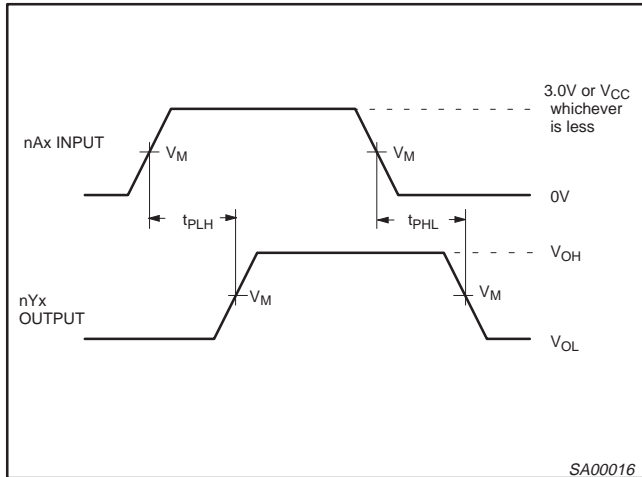 3.0V or VCC
whichever
is less
nAx INPUT
VM
VM
0V
tPLH
tPHL
VOH
nYx
OUTPUT
VM
VM
VOL
SA00016